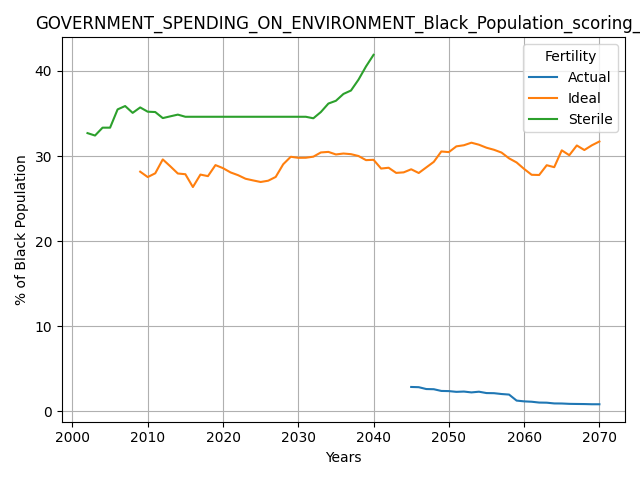 GOVERNMENT_SPENDING_ON_ENVIRONMENT_Black_Population_scoring_
Fertility
Actual
Ideal
Sterile
% of Black Population
40
30
20
10
0
2000 2010 2020 2030 2040 2050 2060 2070
Years